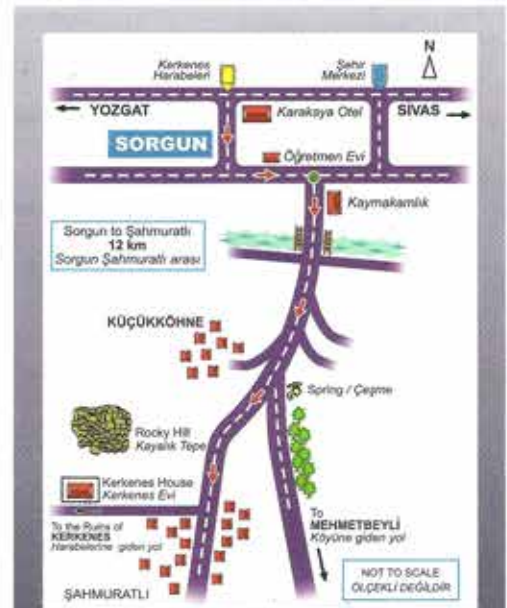 N
Kerkenes
Harabeleri
Şehir
Merkezi
YOZGAT
Karakaya Otel
SIVAS
SORGUN
Öğretmen Evi
Kaymakamlık
Sorgun to Şahmuratlı
12 km
Sorgun Şahmuratlı arası
KÜÇÜKKÖHNE
Spring / Çeşme
Rocky Hill
Kayalık Tepe
Kerkenes House
Kerkenes Evi
To the Ruins of
KERKENES
Harabelerine giden yol
To
MEHMETBEYLİ
Köyüne giden yol
ŞAHMURATLI
NOT TO SCALE
ÖLÇEKLİ DEĞİLDİR